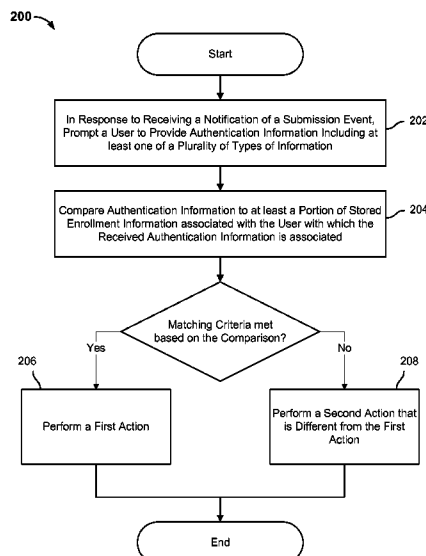 200
Start
In Response to Receiving a Notification of a Submission Event,
Prompt a User to Provide Authentication Information Including at
least one of a Plurality of Types of Information
202
Compare Authentication Information to at least a Portion of Stored
Enrollment Information associated with the User with which the
Received Authentication Information is associated
204
Matching Criteria met
based on the Comparison?
Yes
No
206
208
Perform a First Action
Perform a Second Action that
is Different from the First
Action
End